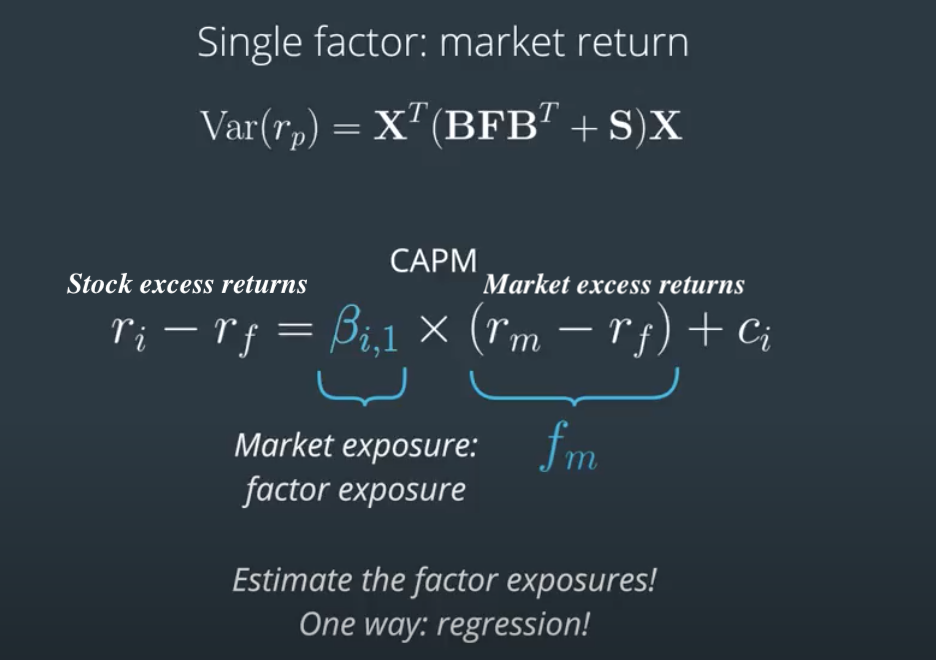 Single factor: market return
Var(r_p) = X^T(BFB^T + S)X
CAPM
Stock excess returns Market excess returns
r_i − r_f = β_{i,1} × (r_m − r_f) + c_i
Market exposure: f_m
factor exposure
Estimate the factor exposures!
One way: regression!